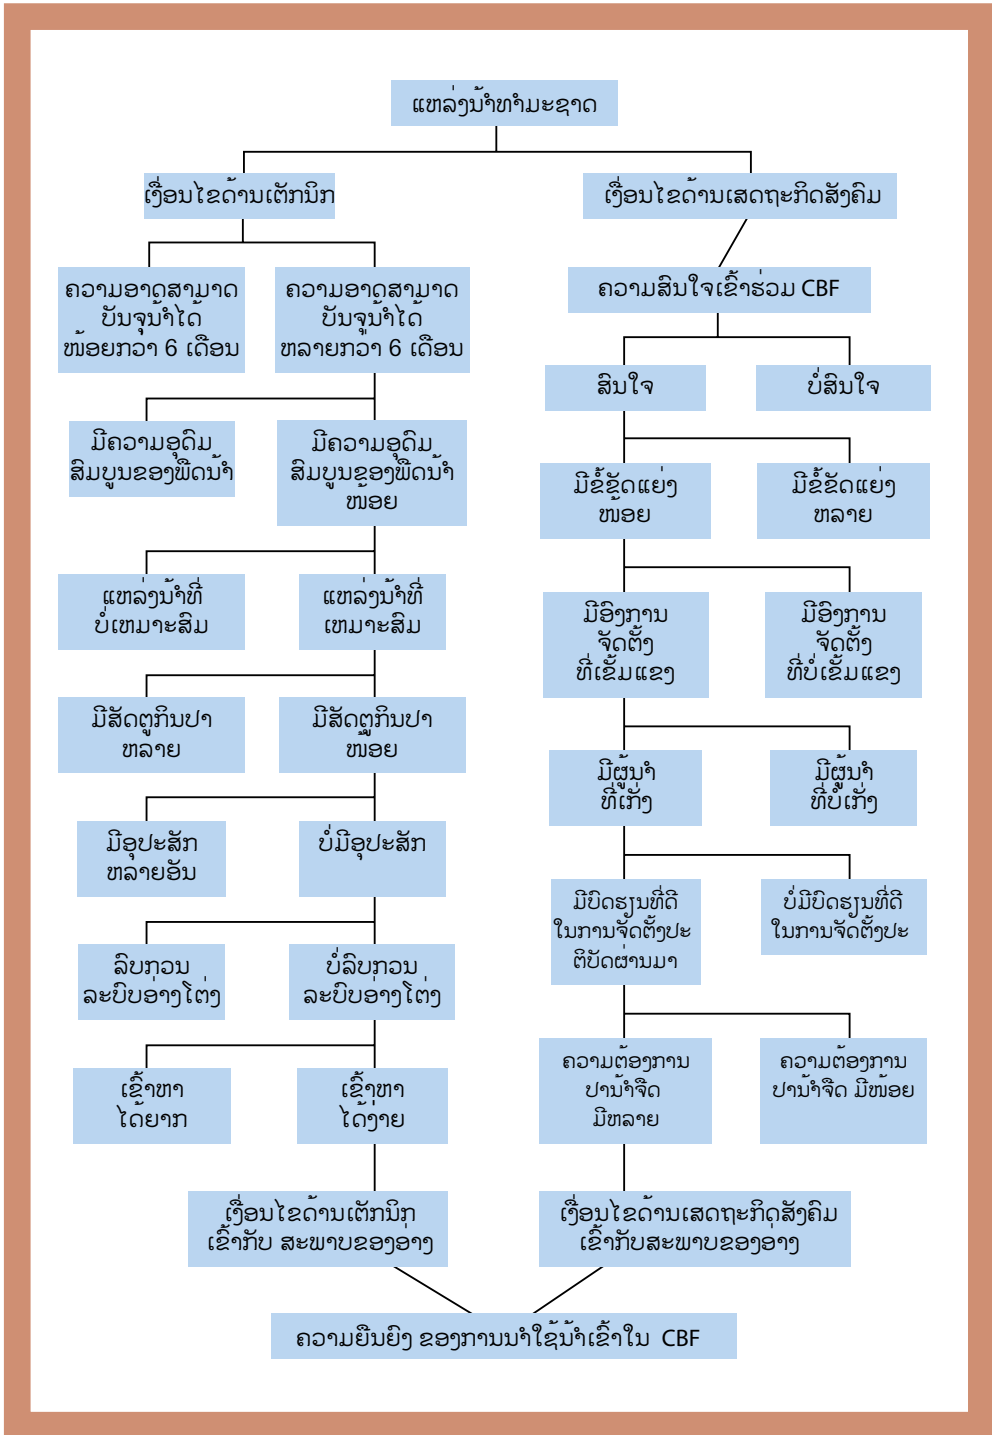 ແຫລ່ງນ້ຳທຳມະຊາດ
ເງື່ອນໄຂດ້ານເຕັກນິກ
ເງື່ອນໄຂດ້ານເສດຖະກິດສັງຄົມ
ຄວາມອາດສາມາດ
ບັນຈຸນ້ຳໄດ້
ໜ້ອຍກວາ 6 ເດືອນ
ຄວາມອາດສາມາດ
ບັນຈຸນ້ຳໄດ້
ຫລາຍກວາ 6 ເດືອນ
ຄວາມສົນໃຈເຂົ້າຮ່ວມ CBF
ສົນໃຈ
ບໍ່ສົນໃຈ
ມີຄວາມອຸດົມ
ສົມບູນຂອງພືດນ້ຳ
ມີຄວາມອຸດົມ
ສົມບູນຂອງພືດນ້ຳ
ໜ້ອຍ
ມີຂໍ້ຂັດແຍ່ງ
ໜ້ອຍ
ມີຂໍ້ຂັດແຍ່ງ
ຫລາຍ
ແຫລ່ງນ້ຳທີ່
ບໍ່ເຫມາະສົມ
ແຫລ່ງນ້ຳທີ່
ເຫມາະສົມ
ມີອົງການ
ຈັດຕັ້ງ
ທີ່ເຂັ້ມແຂງ
ມີອົງການ
ຈັດຕັ້ງ
ທີ່ບໍ່ເຂັ້ມແຂງ
ມີສັດຕູກິນປາ
ຫລາຍ
ມີສັດຕູກິນປາ
ໜ້ອຍ
ມີຜູ້ນຳ
ທີ່ເກັ່ງ
ມີຜູ້ນຳ
ທີ່ບໍ່ເກັ່ງ
ມີອຸປະສັກ
ຫລາຍອັນ
ບໍ່ມີອຸປະສັກ
ມີບົດຮຽນທີ່ດີ
ໃນການຈັດຕັ້ງປະ
ຕິບັດຜ່ານມາ
ບໍ່ມີບົດຮຽນທີ່ດີ
ໃນການຈັດຕັ້ງປະ
ລົບກວນ
ລະບົບອ່າງໂຕ່ງ
ບໍ່ລົບກວນ
ລະບົບອ່າງໂຕ່ງ
ເຂົ້າຫາ
ໄດ້ຍາກ
ເຂົ້າຫາ
ໄດ້ງ່າຍ
ຄວາມຕ້ອງການ
ປານ້ຳຈືດ
ມີຫລາຍ
ຄວາມຕ້ອງການ
ປານ້ຳຈືດ ມີໜ້ອຍ
ເງື່ອນໄຂດ້ານເຕັກນິກ
ເຂົ້າກັບ ສະພາບຂອງອ່າງ
ເງື່ອນໄຂດ້ານເສດຖະກິດສັງຄົມ
ເຂົ້າກັບສະພາບຂອງອ່າງ
ຄວາມຍືນຍົງ ຂອງການນຳໃຊ້ນ້ຳເຂົ້າໃນ CBF